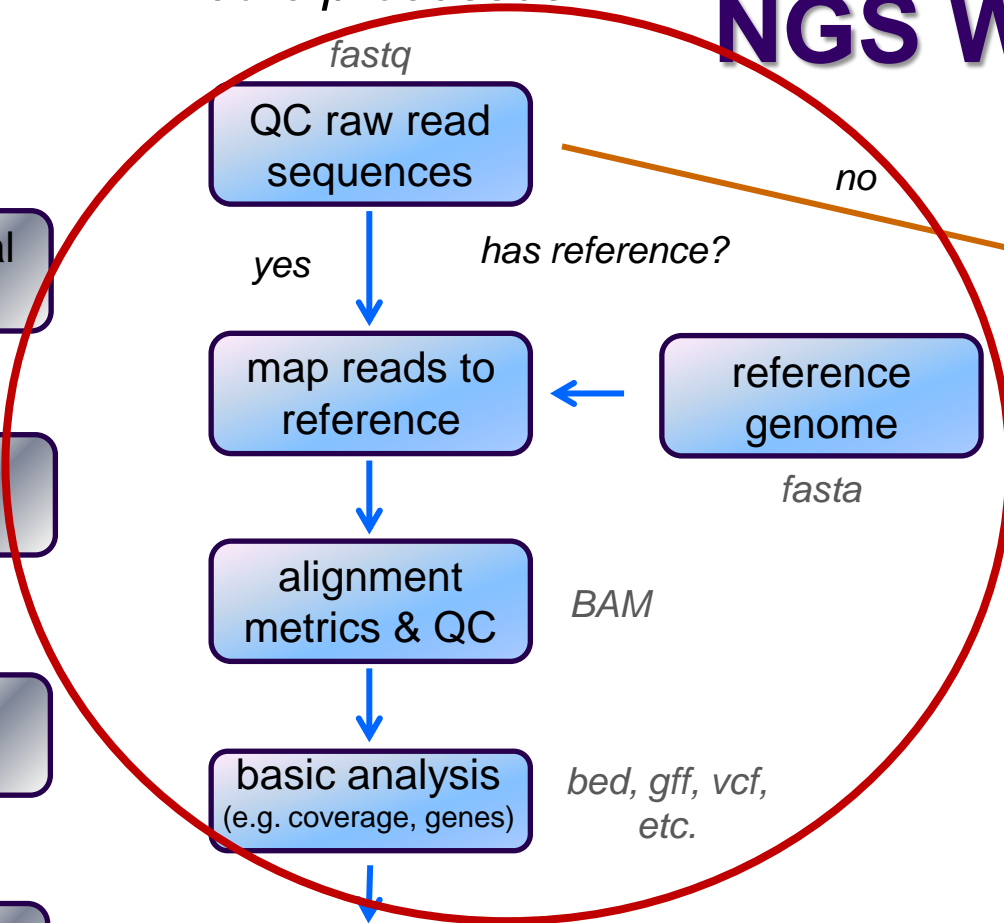 NGS W
fastq
QC raw read
sequences
no
al
yes
has reference?
map reads to
reference
reference
genome
fasta
alignment
metrics & QC
BAM
basic analysis
(e.g. coverage, genes)
bed, gff, vcf,
etc.